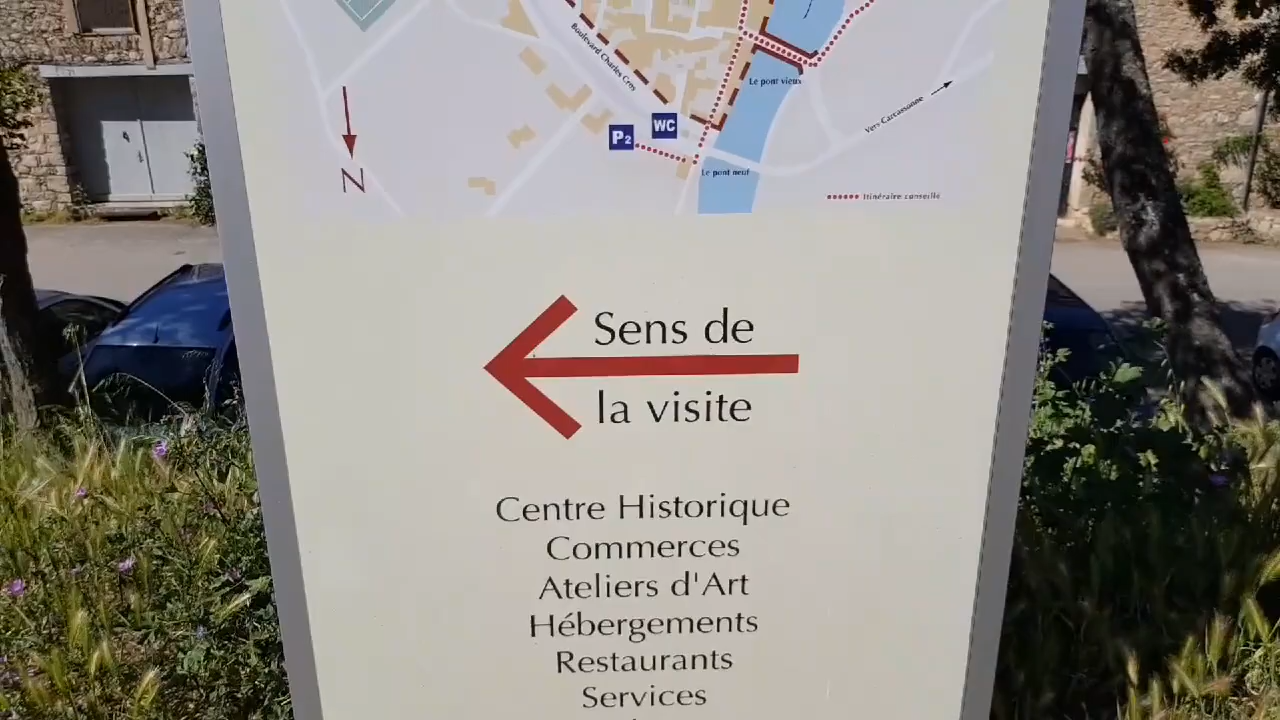 Boulevard Charles Cros
Le pont vieux
Vers Carcassonne
WC
P2
Le pont neuf
N
Itinéraire conseillé
Sens de
la visite
Centre Historique
Commerces
Ateliers d'Art
Hébergements
Restaurants
Services